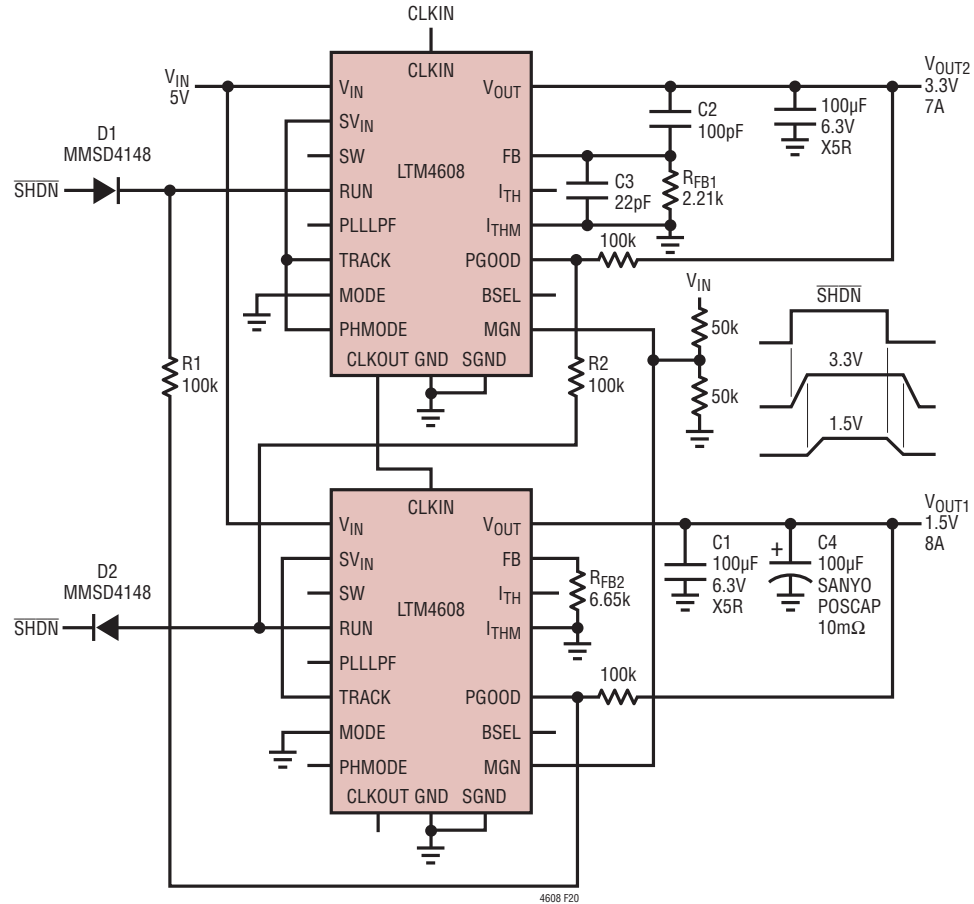 CLKIN
V_IN
5V
CLKIN
V_IN
V_OUT
SV_IN
SW
FB
LTM4608
RUN
I_TH
PLLLPF
I_THM
TRACK
PGOOD
MODE
BSEL
PHMODE
MGN
CLKOUT GND SGND
C2
100pF
100µF
6.3V
X5R
V_OUT2
3.3V
7A
D1
MMSD4148
SHDN
C3
22pF
R_FB1
2.21k
100k
V_IN
50k
50k
SHDN
3.3V
1.5V
R1
100k
R2
100k
CLKIN
V_IN
V_OUT
SV_IN
FB
SW
I_TH
LTM4608
RUN
I_THM
PLLLPF
TRACK
PGOOD
MODE
BSEL
PHMODE
MGN
CLKOUT GND SGND
D2
MMSD4148
SHDN
R_FB2
6.65k
100k
C1
100µF
6.3V
X5R
+
C4
100µF
SANYO
POSCAP
10mΩ
V_OUT1
1.5V
8A
4608 F20